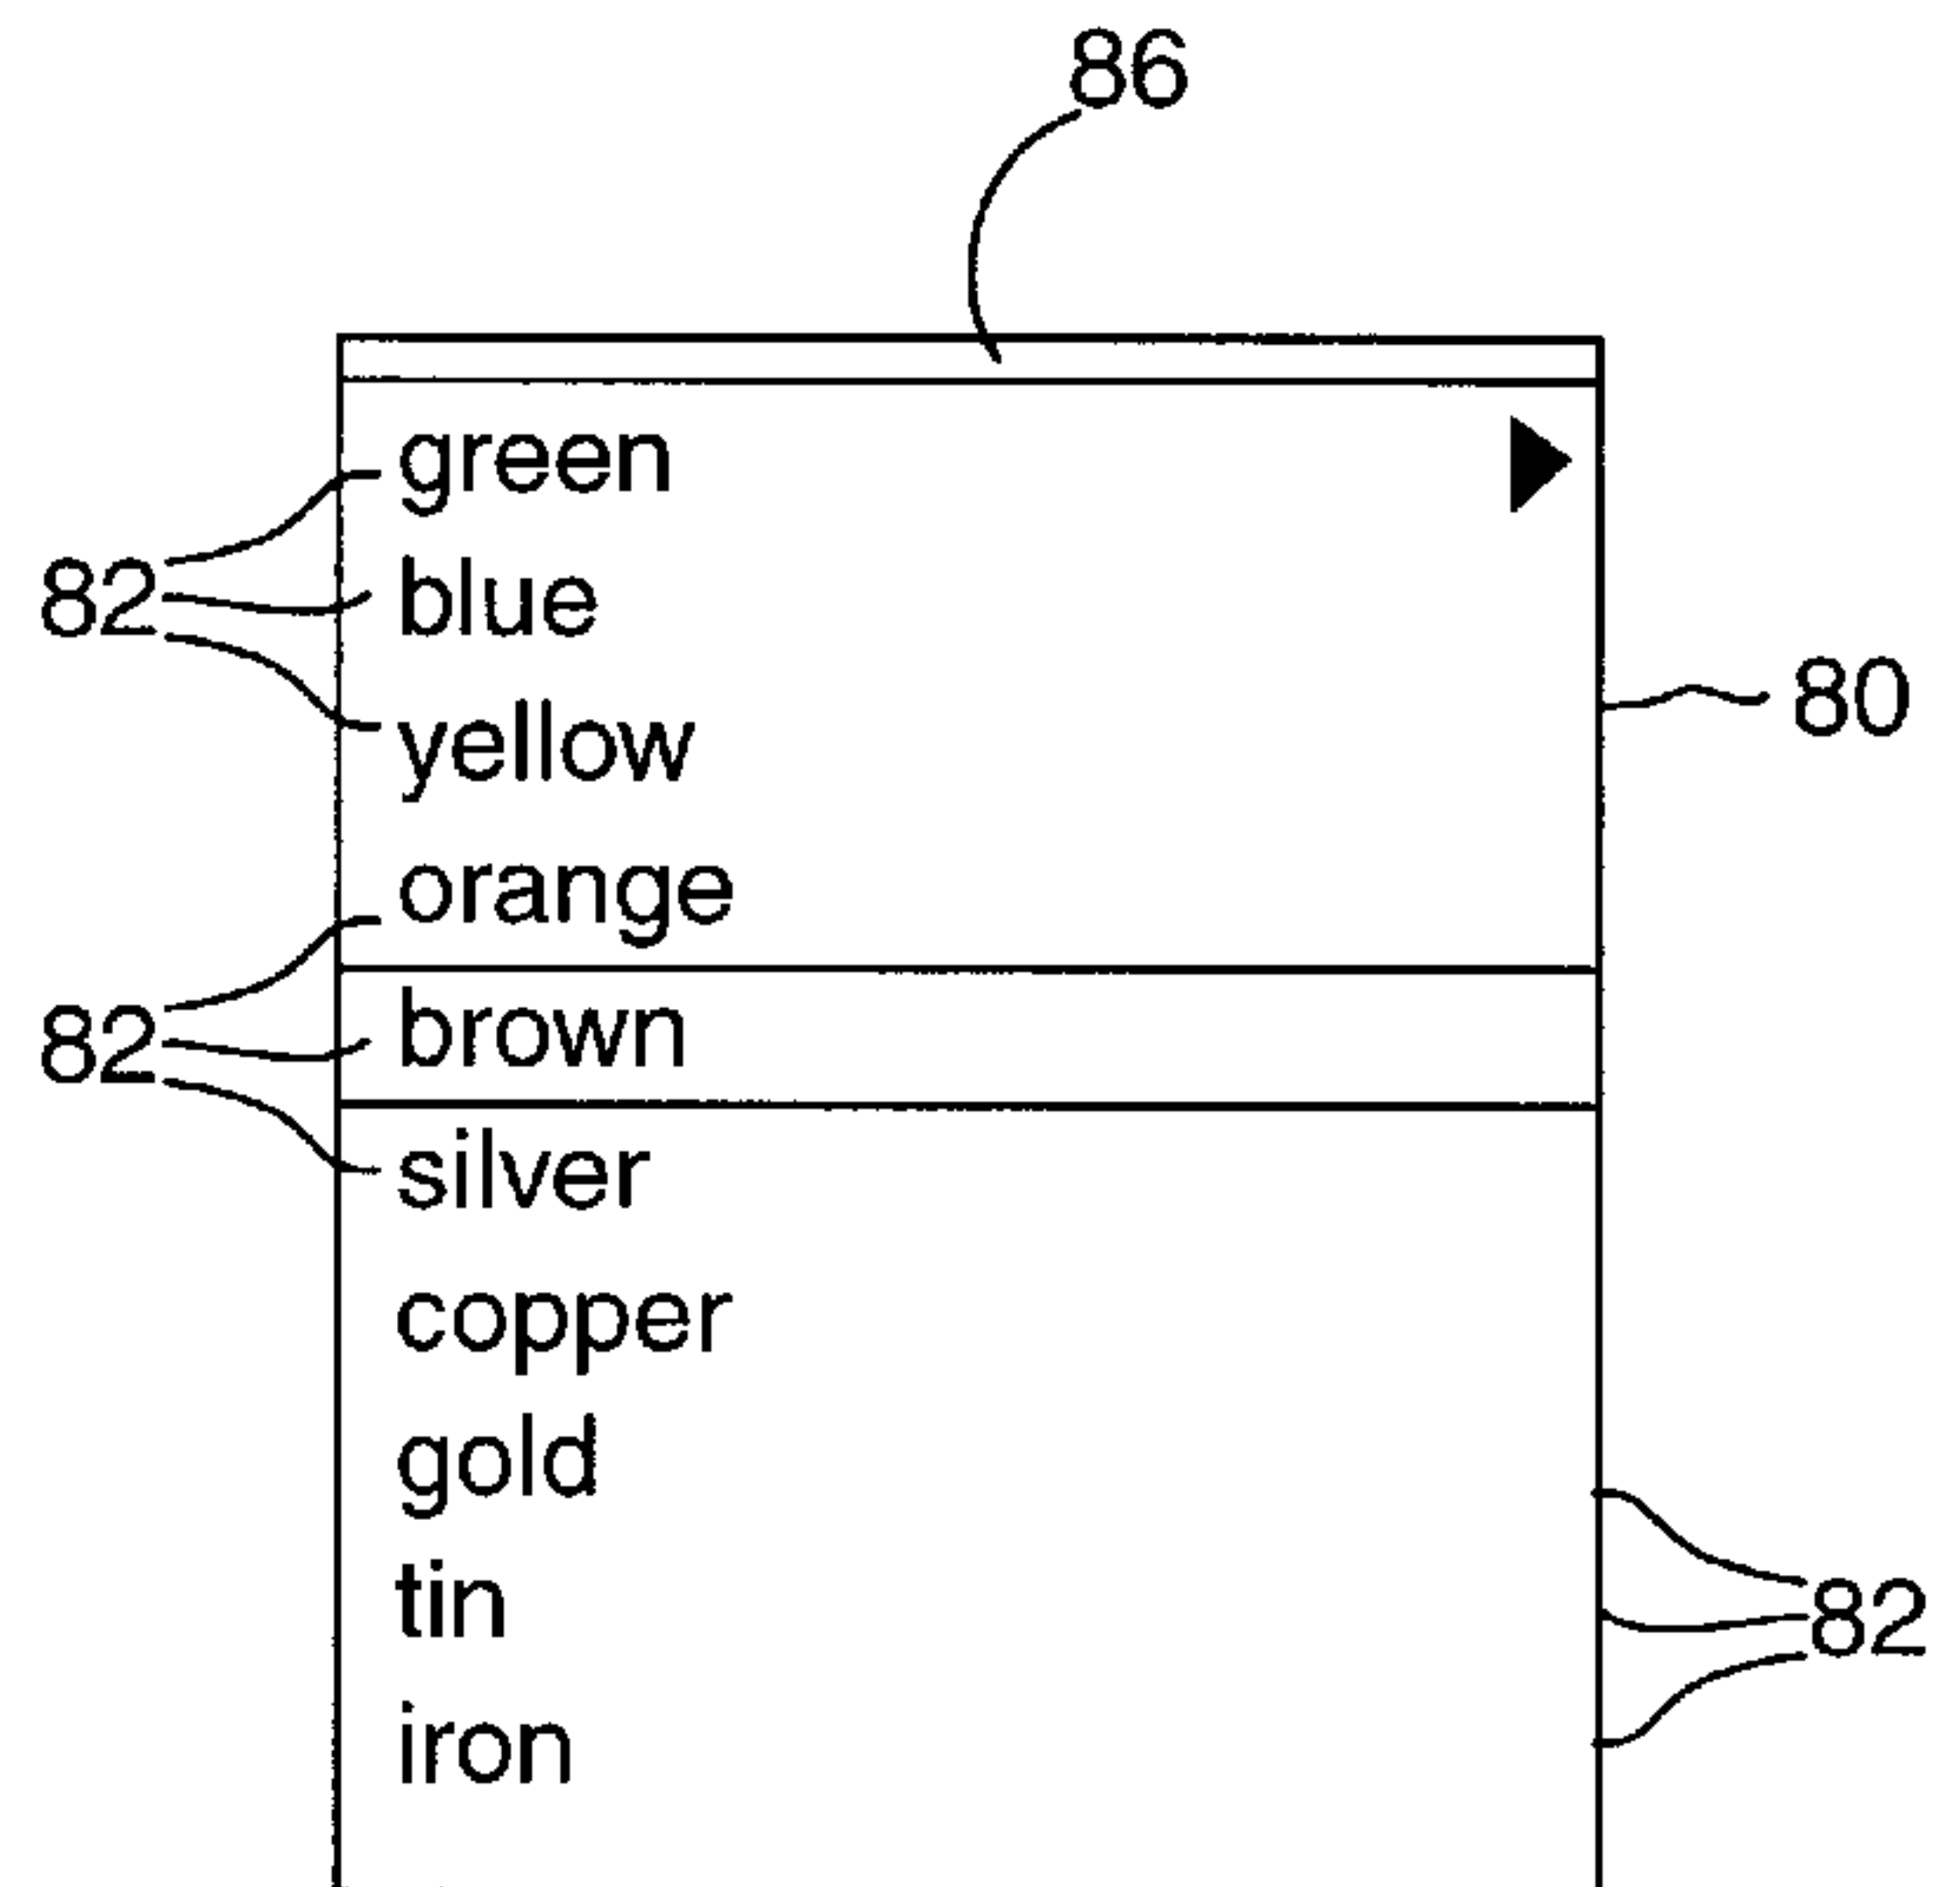 86
green
82
blue
yellow
80
orange
82
brown
silver
copper
gold
tin
82
iron